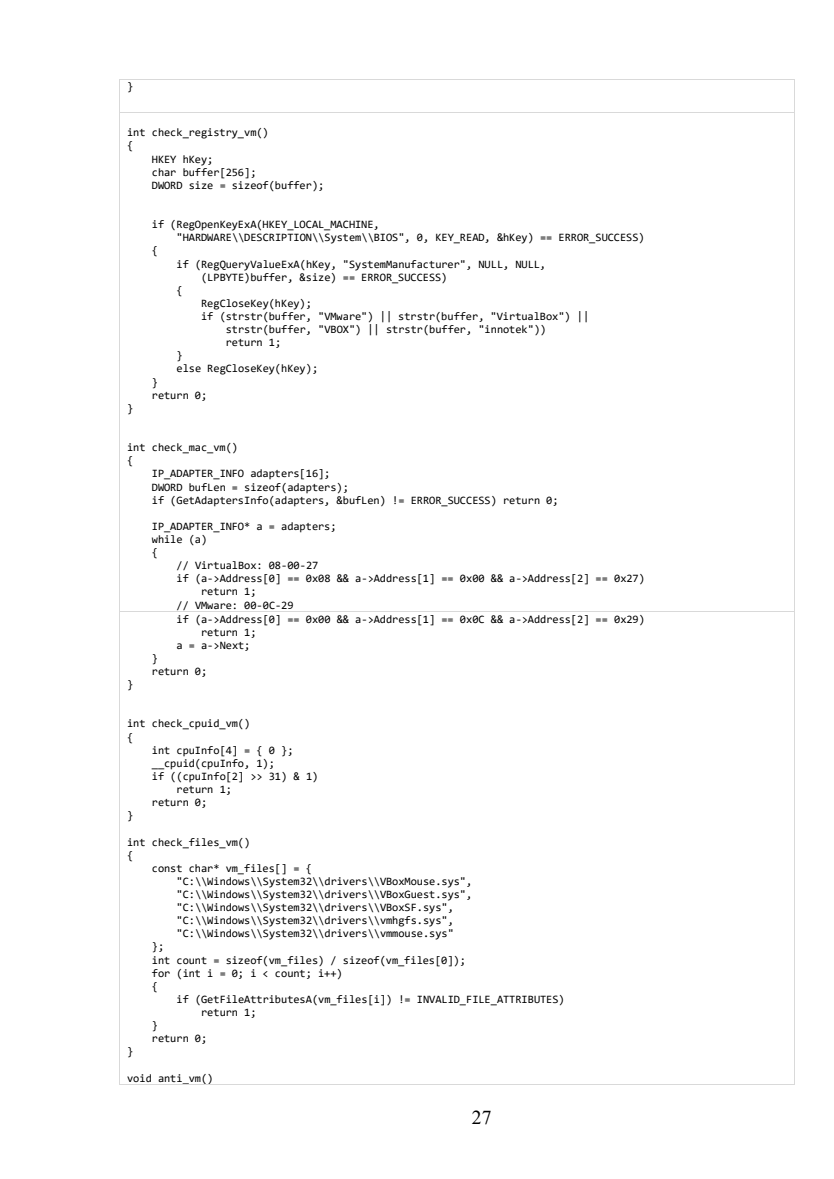 }
int check_registry_vm()
{
    HKEY hKey;
    char buffer[256];
    DWORD size = sizeof(buffer);
    if (RegOpenKeyExA(HKEY_LOCAL_MACHINE,
        "HARDWARE\\DESCRIPTION\\System\\BIOS", 0, KEY_READ, &hKey) == ERROR_SUCCESS)
    {
        if (RegQueryValueExA(hKey, "SystemManufacturer", NULL, NULL,
            (LPBYTE)buffer, &size) == ERROR_SUCCESS)
        {
            RegCloseKey(hKey);
            if (strstr(buffer, "VMware") || strstr(buffer, "VirtualBox") ||
                strstr(buffer, "VBOX") || strstr(buffer, "innotek"))
                return 1;
        }
        else RegCloseKey(hKey);
    }
    return 0;
}
int check_mac_vm()
{
    IP_ADAPTER_INFO adapters[16];
    DWORD bufLen = sizeof(adapters);
    if (GetAdaptersInfo(adapters, &bufLen) != ERROR_SUCCESS) return 0;
    IP_ADAPTER_INFO* a = adapters;
    while (a)
    {
        // VirtualBox: 08-00-27
        if (a->Address[0] == 0x08 && a->Address[1] == 0x00 && a->Address[2] == 0x27)
            return 1;
        // VMware: 00-0C-29
        if (a->Address[0] == 0x00 && a->Address[1] == 0x0C && a->Address[2] == 0x29)
            return 1;
        a = a->Next;
    }
    return 0;
}
int check_cpuid_vm()
{
    int cpuInfo[4] = { 0 };
    __cpuid(cpuInfo, 1);
    if ((cpuInfo[2] >> 31) & 1)
        return 1;
    return 0;
}
int check_files_vm()
{
    const char* vm_files[] = {
        "C:\\Windows\\System32\\drivers\\VBoxMouse.sys",
        "C:\\Windows\\System32\\drivers\\VBoxGuest.sys",
        "C:\\Windows\\System32\\drivers\\VBoxSF.sys",
        "C:\\Windows\\System32\\drivers\\vmhgfs.sys",
        "C:\\Windows\\System32\\drivers\\vmmouse.sys"
    };
    int count = sizeof(vm_files) / sizeof(vm_files[0]);
    for (int i = 0; i < count; i++)
    {
        if (GetFileAttributesA(vm_files[i]) != INVALID_FILE_ATTRIBUTES)
            return 1;
    }
    return 0;
}
void anti_vm()
27